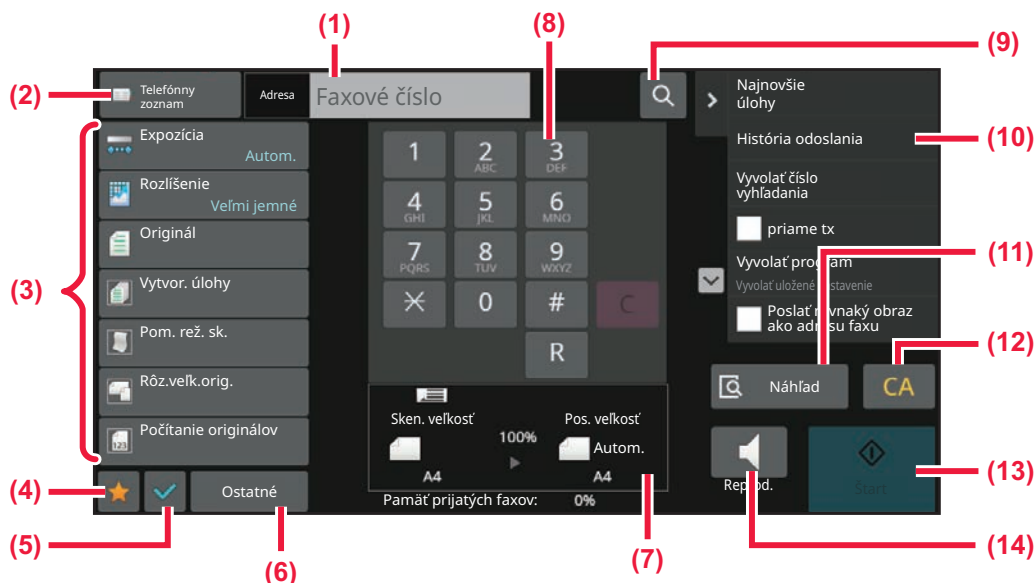 (1)
(8)
(9)
(2)
Telefónny
zoznam
Adresa
Faxové číslo
Najnovšie
úlohy
(10)
História odoslania
Vyvolať číslo
vyhľadania
priame tx
(11)
Vyvolať program
Vyvolať uložené nastavenie
Poslať rovnaký obraz
ako adresu faxu
(12)
(3)
Expozícia
Autom.
Rozlíšenie
Veľmi jemné
Originál
Vytvor. úlohy
Pom. rež. sk.
Rôz.veľk.orig.
Počítanie originálov
1
2
ABC
3
DEF
4
GHI
5
JKL
6
MNO
7
PQRS
8
TUV
9
WXYZ
0
#
C
R
Náhľad
CA
Sken. veľkosť
Pos. veľkosť
100%
Autom.
A4
A4
Pamäť prijatých faxov:
0%
Reprod.
Štart
(13)
(4)
(5)
Ostatné
(6)
(7)
(14)
123